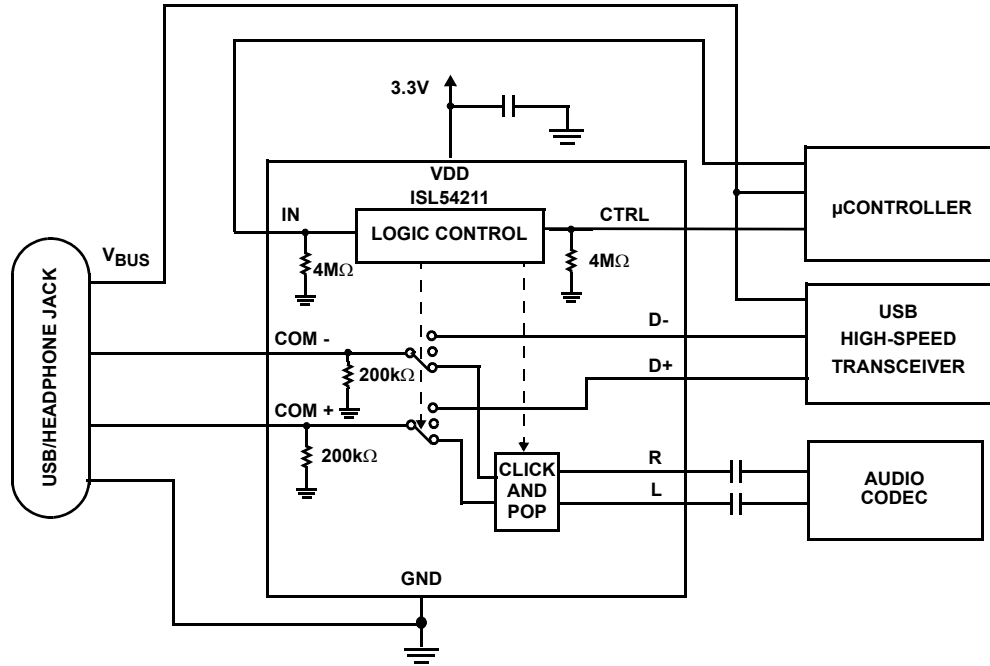 3.3V
VDD
ISL54211
IN
LOGIC CONTROL
CTRL
4MΩ
4MΩ
µCONTROLLER
VBUS
USB/HEADPHONE JACK
COM -
200kΩ
COM +
200kΩ
D-
D+
USB
HIGH-SPEED
TRANSCEIVER
CLICK
AND
POP
R
L
AUDIO
CODEC
GND